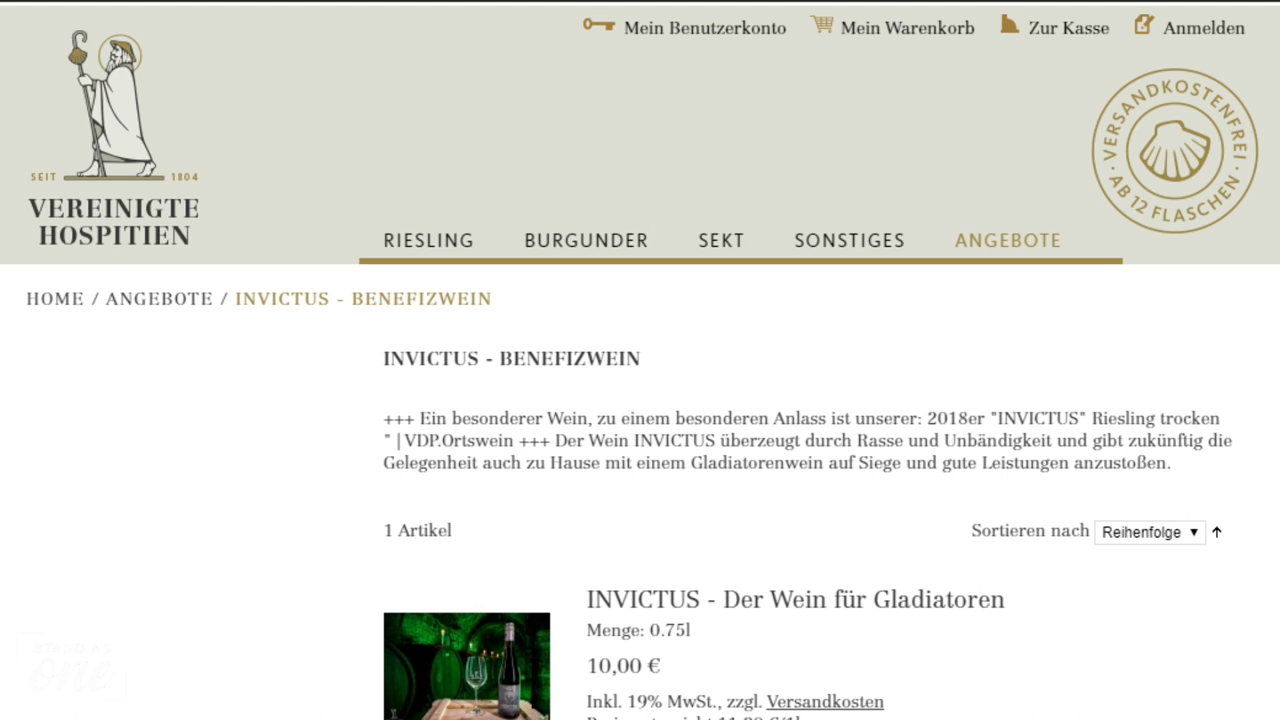 Mein Benutzerkonto Mein Warenkorb Zur Kasse Anmelden
VERSANDKOSTENFREI
· AB 12 FLASCHEN ·
SEIT 1804
VEREINIGTE
HOSPITIEN
RIESLING BURGUNDER SEKT SONSTIGES ANGEBOTE
HOME / ANGEBOTE / INVICTUS - BENEFIZWEIN
INVICTUS - BENEFIZWEIN
+++ Ein besonderer Wein, zu einem besonderen Anlass ist unserer: 2018er "INVICTUS" Riesling trocken
" | VDP.Ortswein +++ Der Wein INVICTUS überzeugt durch Rasse und Unbändigkeit und gibt zukünftig die
Gelegenheit auch zu Hause mit einem Gladiatorenwein auf Siege und gute Leistungen anzustoßen.
1 Artikel
Sortieren nach Reihenfolge
INVICTUS - Der Wein für Gladiatoren
Menge: 0.75l
10,00 €
Inkl. 19% MwSt., zzgl. Versandkosten
one